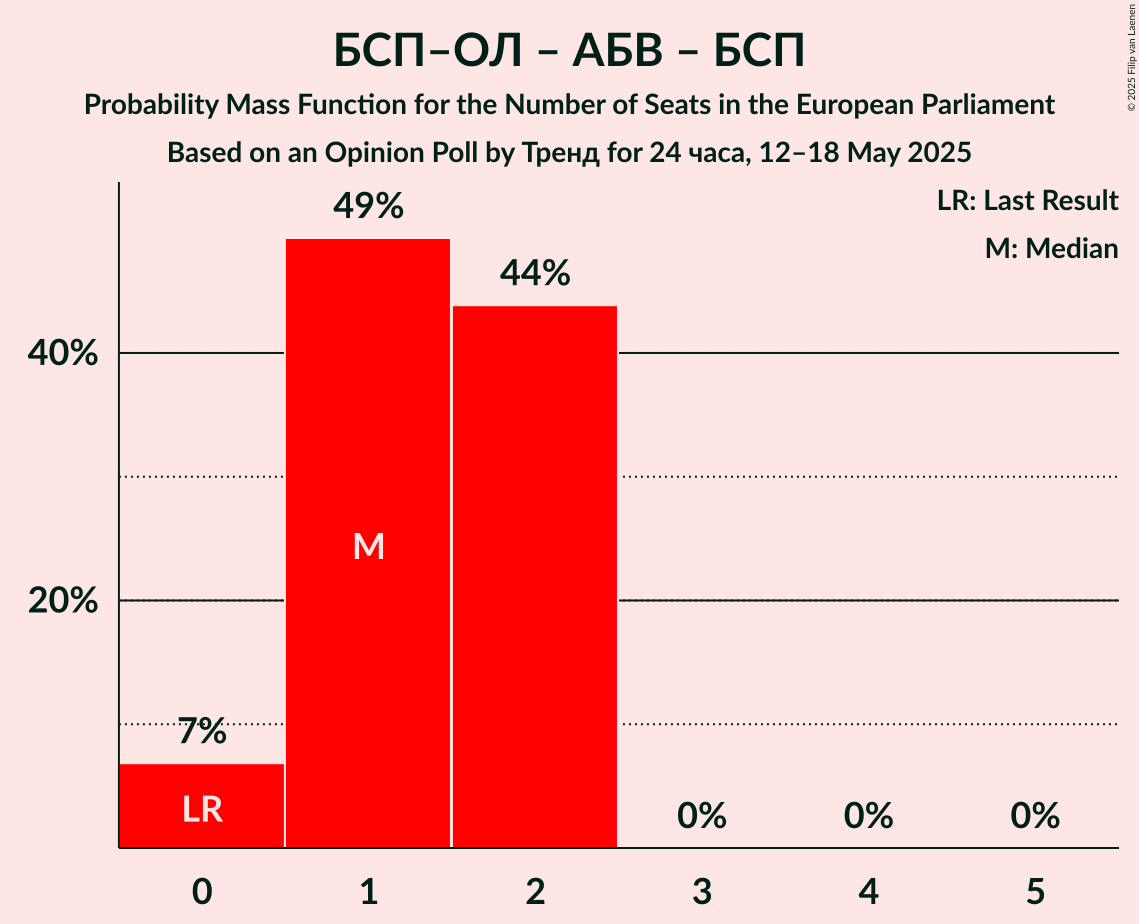 БСП–ОЛ – АБВ – БСП
Probability Mass Function for the Number of Seats in the European Parliament
Based on an Opinion Poll by Тренд for 24 часа, 12–18 May 2025
© 2025 Filip van Laenen
LR: Last Result
M: Median
49%
44%
40%
M
20%
7%
LR
0%
0%
0%
0
1
2
3
4
5